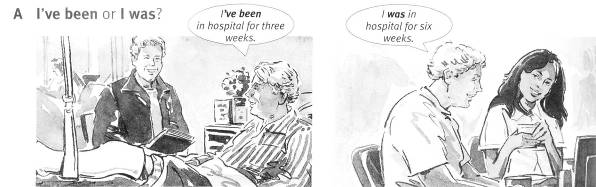 A I've been or I was?
I've been
in hospital for three
weeks.
I was in
hospital for six
weeks.